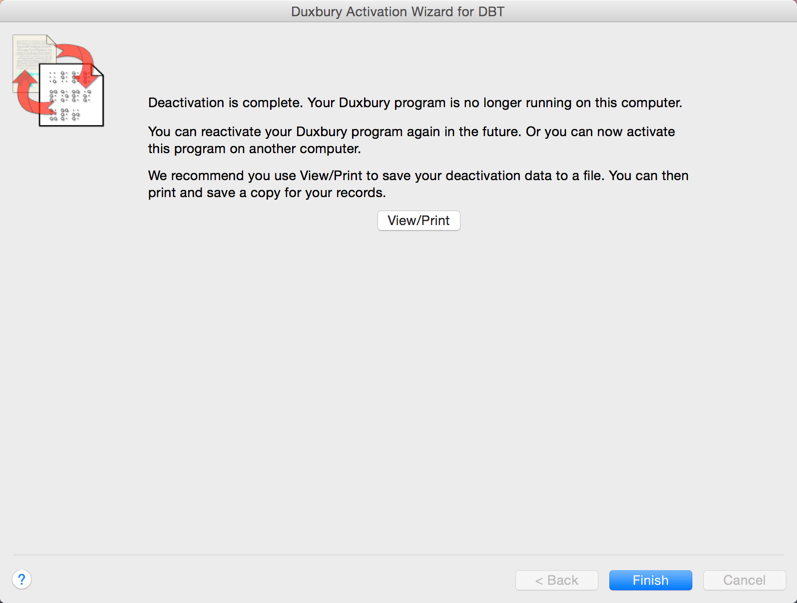 Duxbury Activation Wizard for DBT
Deactivation is complete. Your Duxbury program is no longer running on this computer.
You can reactivate your Duxbury program again in the future. Or you can now activate
this program on another computer.
We recommend you use View/Print to save your deactivation data to a file. You can then
print and save a copy for your records.
View/Print
?
< Back
Finish
Cancel